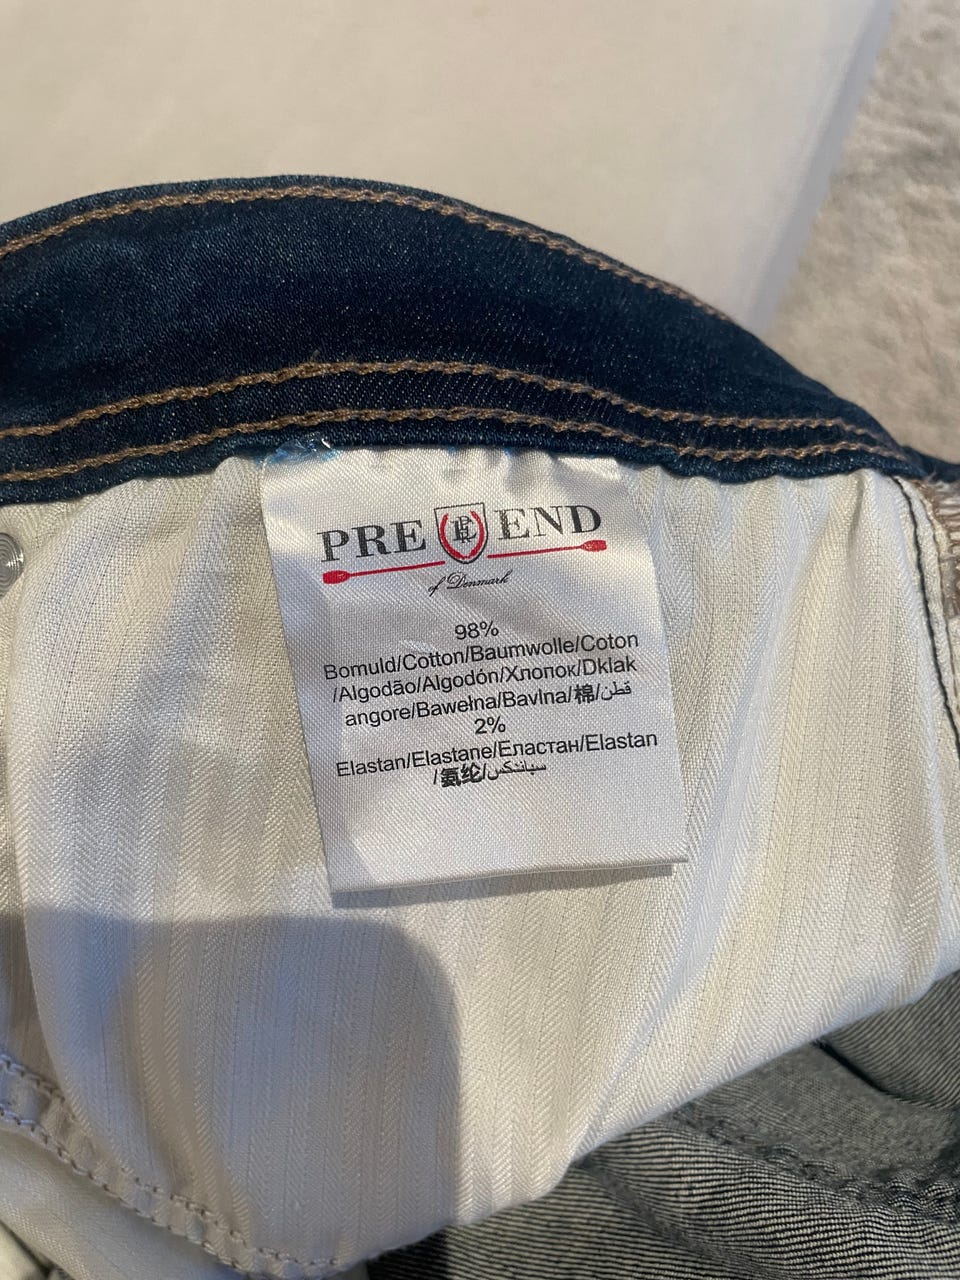 PRE END
of Denmark
98%
Bomuld/Cotton/Baumwolle/Coton
/Algodão/Algodón/Хлопок/Dklak
angore/Bawełna/Bavlna/棉/قطن
2%
Elastan/Elastane/Еластан/Elastan
/氨纶/سبانتكس